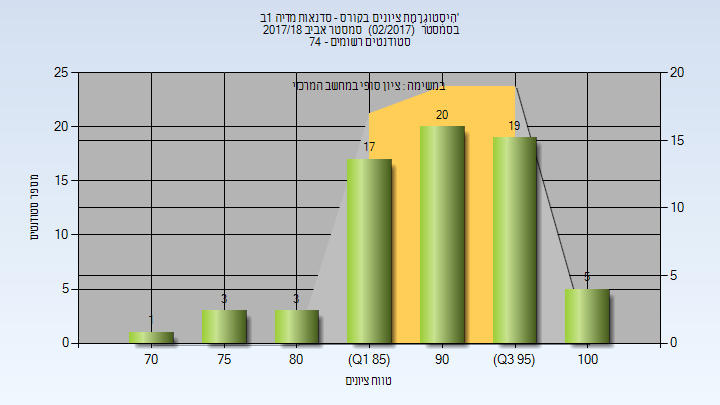 הִיסְטוֹגְרַמַת ציונים בקורס - סדנאות מדיה 1ב'
בסמסטר (02/2017) סמסטר אביב 2017/18
סטודנטים רשומים - 74
במשימה : ציון סופי במחשב המרכזי
מספר סטודנטים
25
20
15
10
5
0
20
15
10
5
0
1
3
3
17
20
19
5
70
75
80
(Q1 85)
90
(Q3 95)
100
טווח ציונים